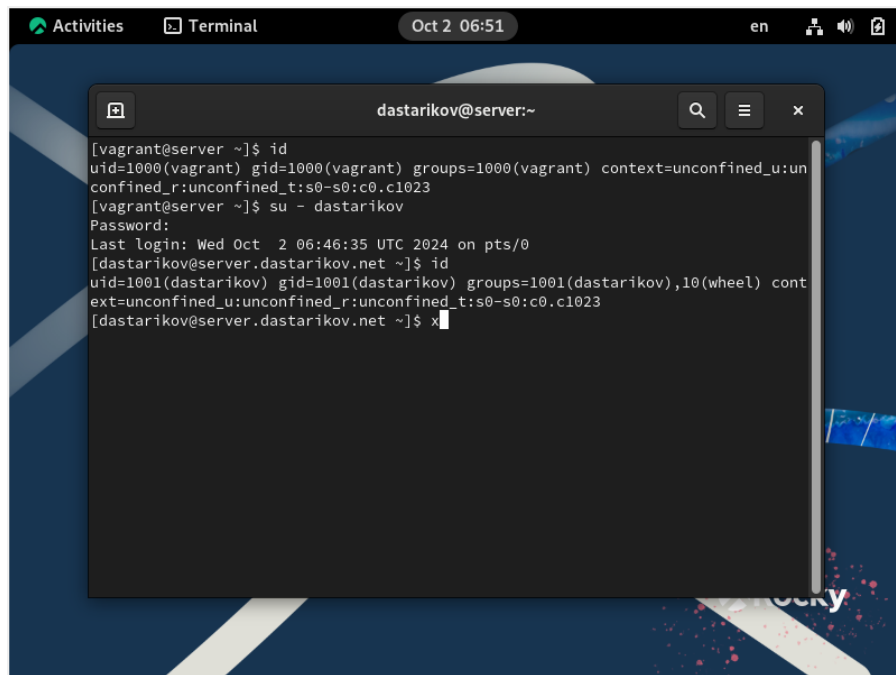 Activities Terminal Oct 2 06:51 en
dastarikov@server:~
[vagrant@server ~]$ id
uid=1000(vagrant) gid=1000(vagrant) groups=1000(vagrant) context=unconfined_u:un
confined_r:unconfined_t:s0-s0:c0.c1023
[vagrant@server ~]$ su - dastarikov
Password:
Last login: Wed Oct  2 06:46:35 UTC 2024 on pts/0
[dastarikov@server.dastarikov.net ~]$ id
uid=1001(dastarikov) gid=1001(dastarikov) groups=1001(dastarikov),10(wheel) cont
ext=unconfined_u:unconfined_r:unconfined_t:s0-s0:c0.c1023
[dastarikov@server.dastarikov.net ~]$ x
Rocky